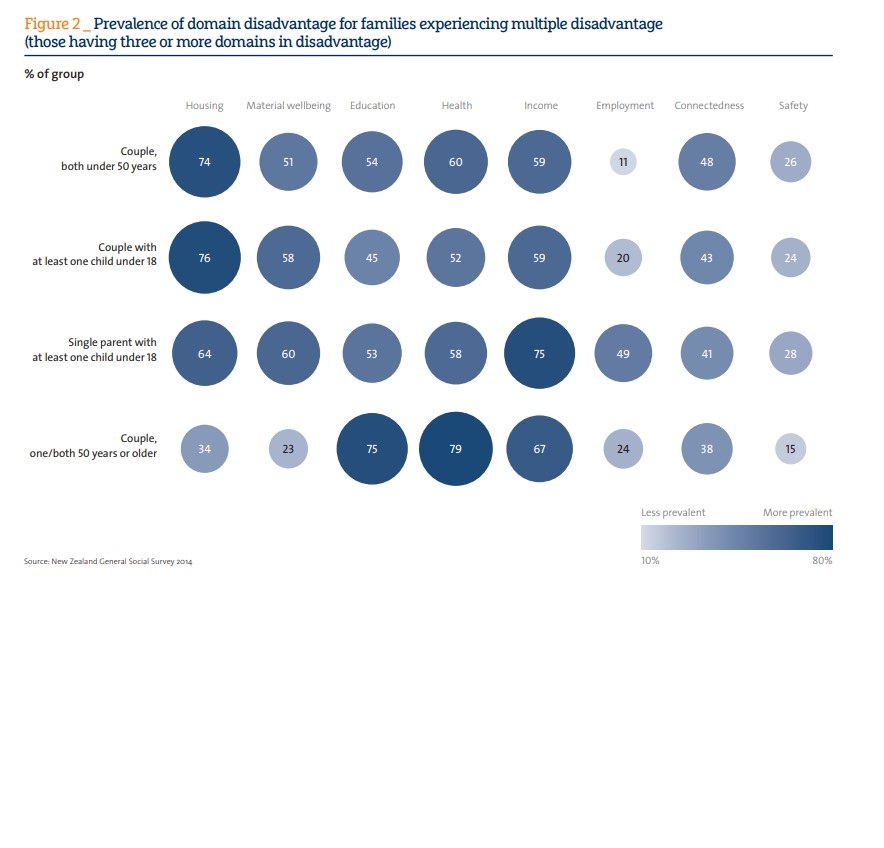 Figure 2 _ Prevalence of domain disadvantage for families experiencing multiple disadvantage
(those having three or more domains in disadvantage)
% of group
Housing Material wellbeing Education Health Income Employment Connectedness Safety
Couple,
both under 50 years
74 51 54 60 59 11 48 26
Couple with
at least one child under 18
76 58 45 52 59 20 43 24
Single parent with
at least one child under 18
64 60 53 58 75 49 41 28
Couple,
one/both 50 years or older
34 23 75 79 67 24 38 15
Less prevalent More prevalent
10% 80%
Source: New Zealand General Social Survey 2014